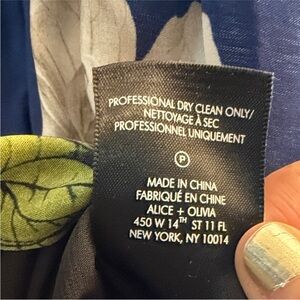 PROFESSIONAL DRY CLEAN ONLY/
NETTOYAGE À SEC
PROFESSIONNEL UNIQUEMENT
P
MADE IN CHINA
FABRIQUÉ EN CHINE
ALICE + OLIVIA
450 W 14TH ST 11 FL
NEW YORK, NY 10014